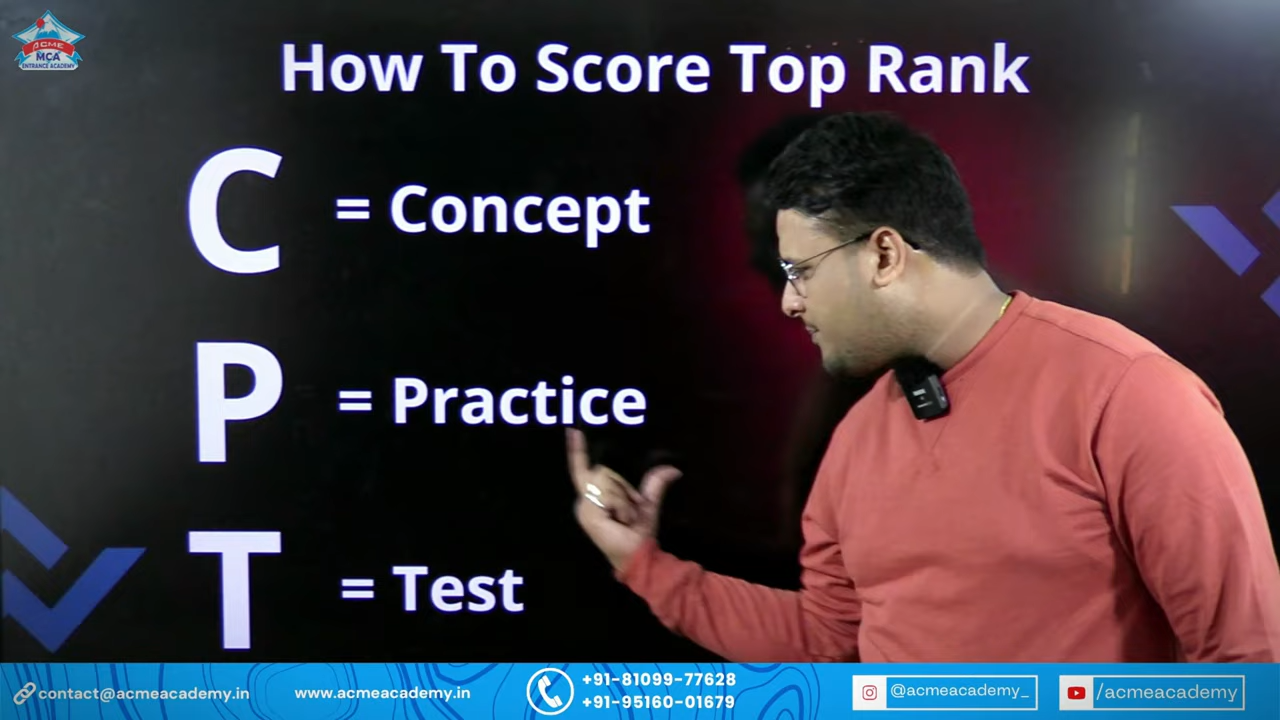 ACME
MCA
ENTRANCE ACADEMY
How To Score Top Rank
C = Concept
P = Practice
T = Test
contact@acmeacademy.in
www.acmeacademy.in
+91-81099-77628
+91-95160-01679
@acmeacademy_
/acmeacademy